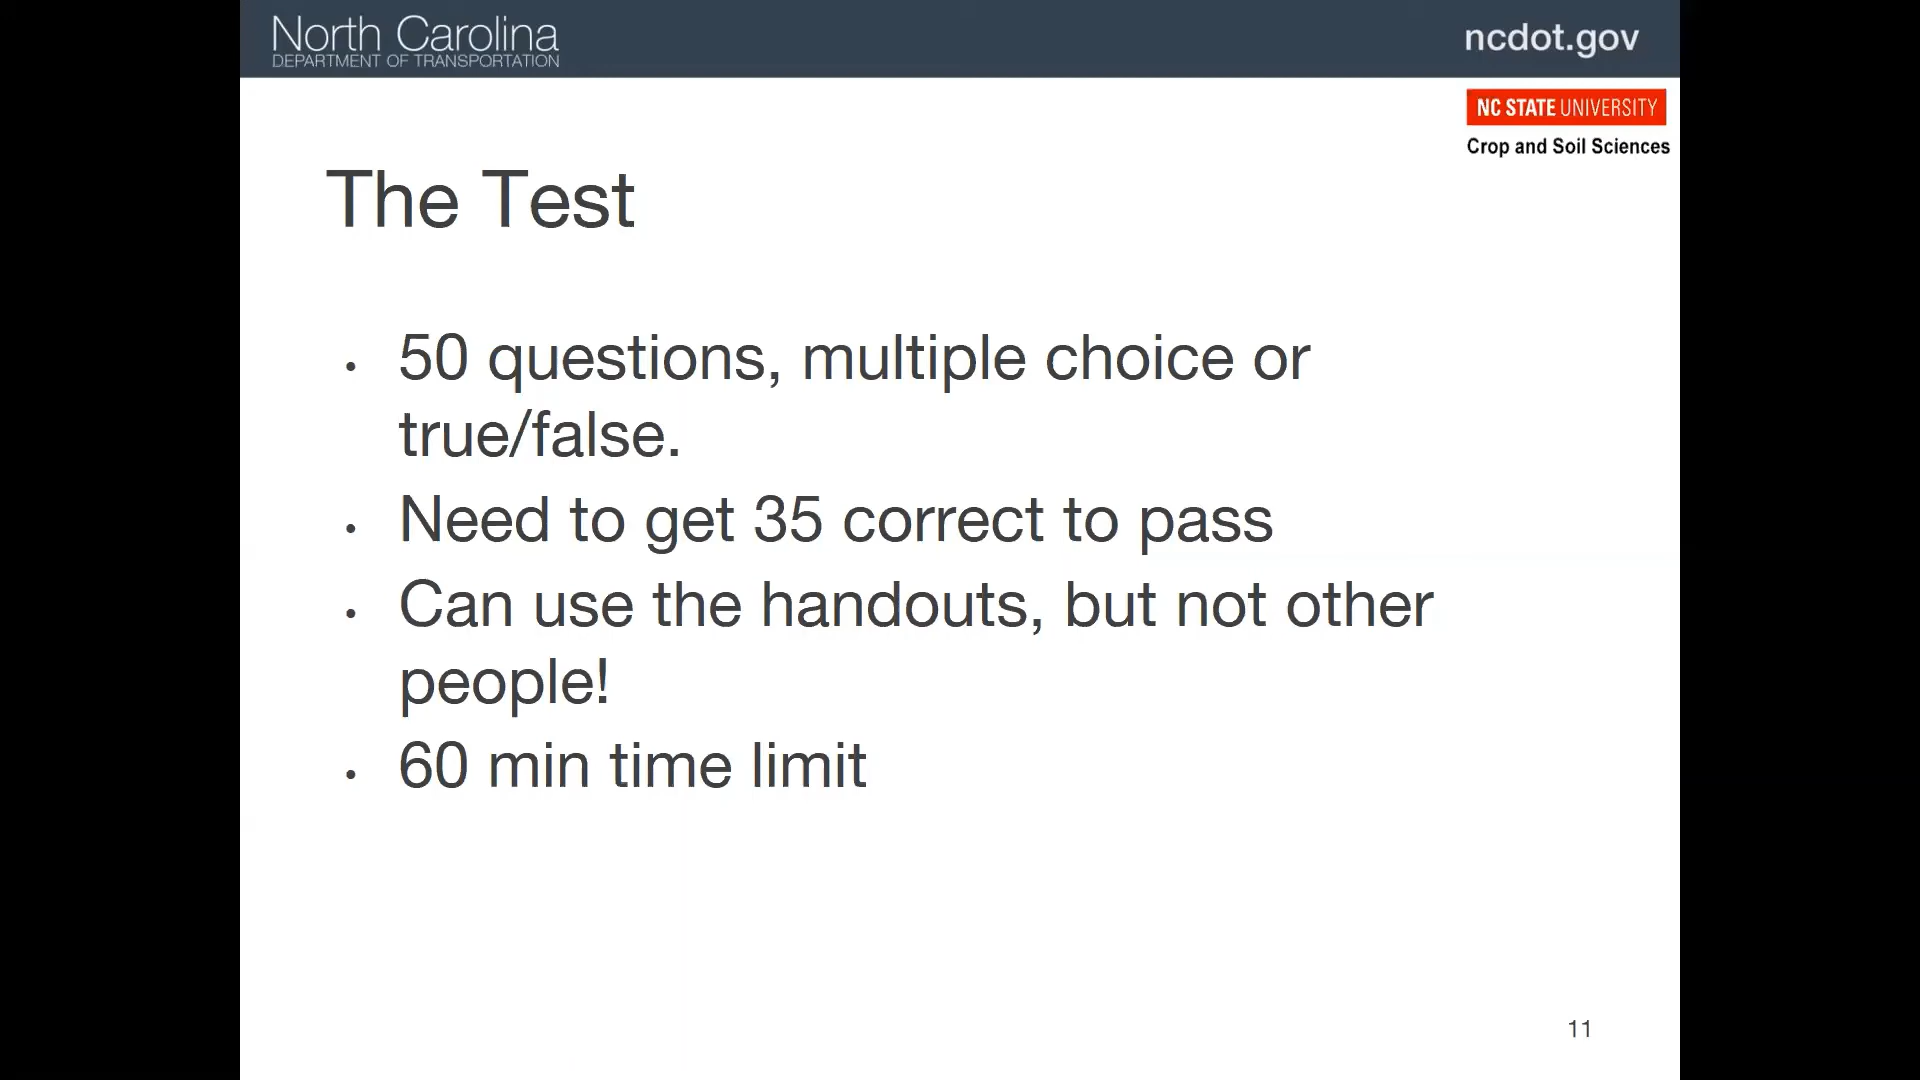 North Carolina
DEPARTMENT OF TRANSPORTATION
ncdot.gov
NC STATE UNIVERSITY
Crop and Soil Sciences
The Test
• 50 questions, multiple choice or
true/false.
• Need to get 35 correct to pass
• Can use the handouts, but not other
people!
• 60 min time limit
11